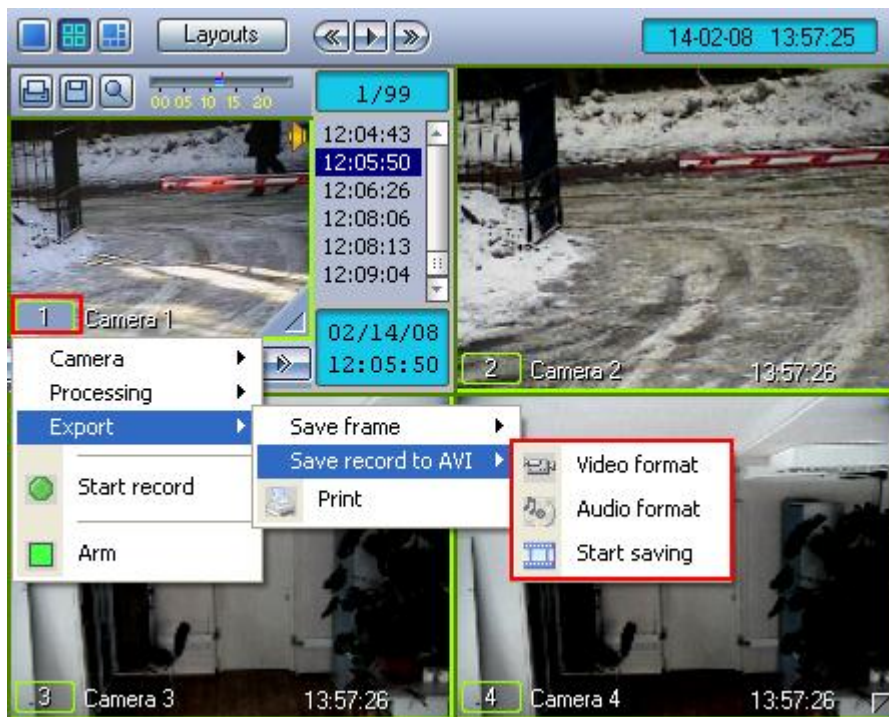 Layouts
14-02-08 13:57:25
00 05 10 15 20
1/99
12:04:43
12:05:50
12:06:26
12:08:06
12:08:13
12:09:04
1 Camera 1
02/14/08
12:05:50
2 Camera 2 13:57:26
Camera
Processing
Export
Start record
Arm
Save frame
Save record to AVI
Print
Video format
Audio format
Start saving
3 Camera 3 13:57:26
4 Camera 4 13:57:26